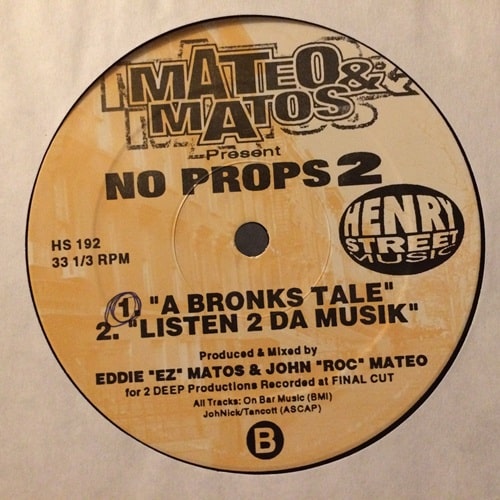 MATEO &
MATOS
Present
NO PROPS 2
HENRY
STREET
MUSIC
HS 192
33 1/3 RPM
1. "A BRONKS TALE"
2. "LISTEN 2 DA MUSIK"
Produced & Mixed by
EDDIE "EZ" MATOS & JOHN "ROC" MATEO
for 2 DEEP Productions Recorded at FINAL CUT
All Tracks: On Bar Music (BMI)
JohNick/Tancott (ASCAP)
B